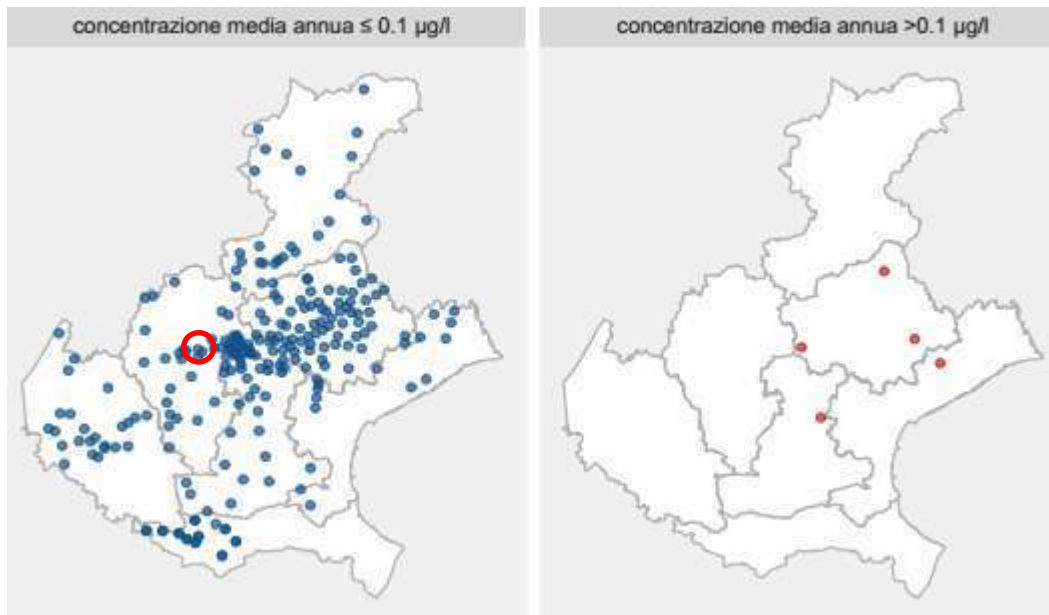 concentrazione media annua ≤ 0.1 µg/l
concentrazione media annua >0.1 µg/l